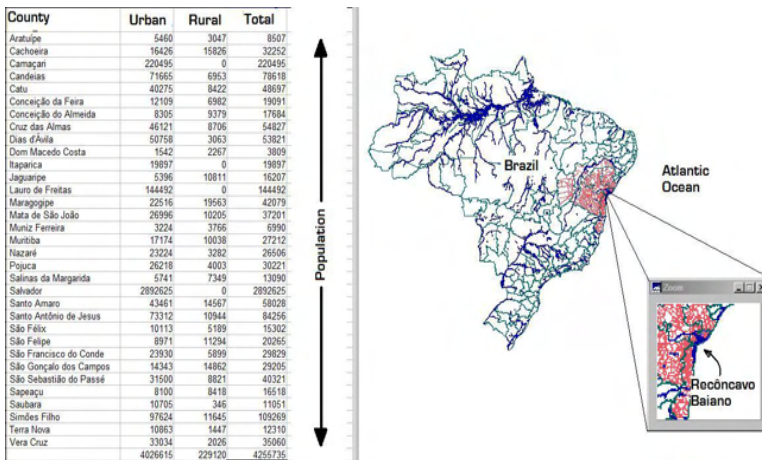 County Urban Rural Total
Aratuípe 5460 3047 8507
Cachoeira 16426 15826 32252
Camaçari 220495 0 220495
Candeias 71665 6953 78618
Catu 40275 8422 48697
Conceição da Feira 12109 6982 19091
Conceição do Almeida 8305 9379 17684
Cruz das Almas 46121 8706 54827
Dias d'Ávila 50758 3063 53821
Dom Macedo Costa 1542 2267 3809
Itaparica 19897 0 19897
Jaguaripe 5396 10811 16207
Lauro de Freitas 144492 0 144492
Maragogipe 22516 19563 42079
Mata de São João 26996 10205 37201
Muniz Ferreira 3224 3766 6990
Muritiba 17174 10038 27212
Nazaré 23224 3282 26506
Pojuca 26218 4003 30221
Salinas da Margarida 5741 7349 13090
Salvador 2892625 0 2892625
Santo Amaro 43461 14567 58028
Santo Antônio de Jesus 73312 10944 84256
São Félix 10113 5189 15302
São Felipe 8971 11294 20265
São Francisco do Conde 23930 5899 29829
São Gonçalo dos Campos 14343 14862 29205
São Sebastião do Passé 31500 8821 40321
Sapeaçu 8100 8418 16518
Saubara 10705 346 11051
Simões Filho 97624 11645 109269
Terra Nova 10863 1447 12310
Vera Cruz 33034 2026 35060
4026615 229120 4255735
Population
Brazil
Atlantic
Ocean
Zoom
Recôncavo
Baiano